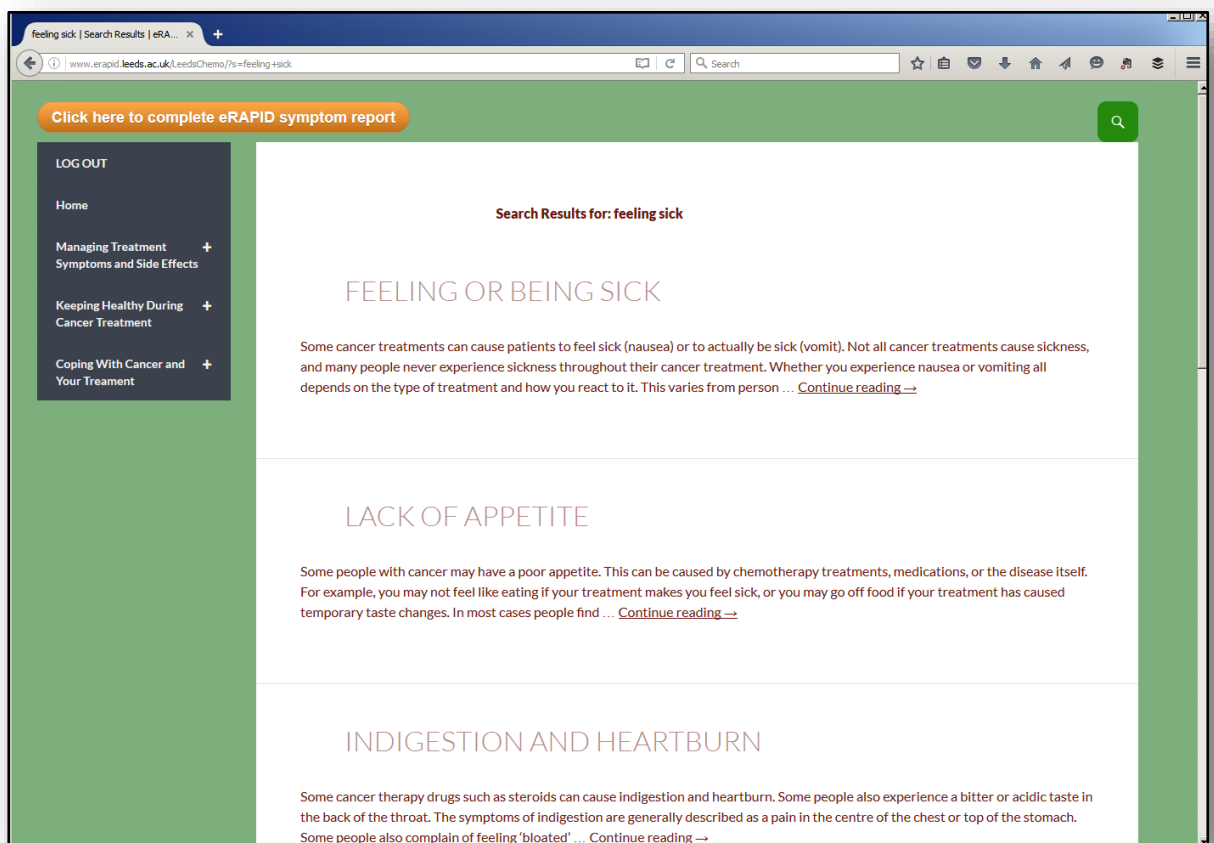 feeling sick | Search Results | eRA...
www.erapid.leeds.ac.uk/LeedsChemo/?s=feeling+sick
Search
Click here to complete eRAPID symptom report
LOG OUT
Home
Managing Treatment
Symptoms and Side Effects
Keeping Healthy During
Cancer Treatment
Coping With Cancer and
Your Treament
Search Results for: feeling sick
FEELING OR BEING SICK
Some cancer treatments can cause patients to feel sick (nausea) or to actually be sick (vomit). Not all cancer treatments cause sickness,
and many people never experience sickness throughout their cancer treatment. Whether you experience nausea or vomiting all
depends on the type of treatment and how you react to it. This varies from person … Continue reading →
LACK OF APPETITE
Some people with cancer may have a poor appetite. This can be caused by chemotherapy treatments, medications, or the disease itself.
For example, you may not feel like eating if your treatment makes you feel sick, or you may go off food if your treatment has caused
temporary taste changes. In most cases people find … Continue reading →
INDIGESTION AND HEARTBURN
Some cancer therapy drugs such as steroids can cause indigestion and heartburn. Some people also experience a bitter or acidic taste in
the back of the throat. The symptoms of indigestion are generally described as a pain in the centre of the chest or top of the stomach.
Some people also complain of feeling ‘bloated’ … Continue reading →